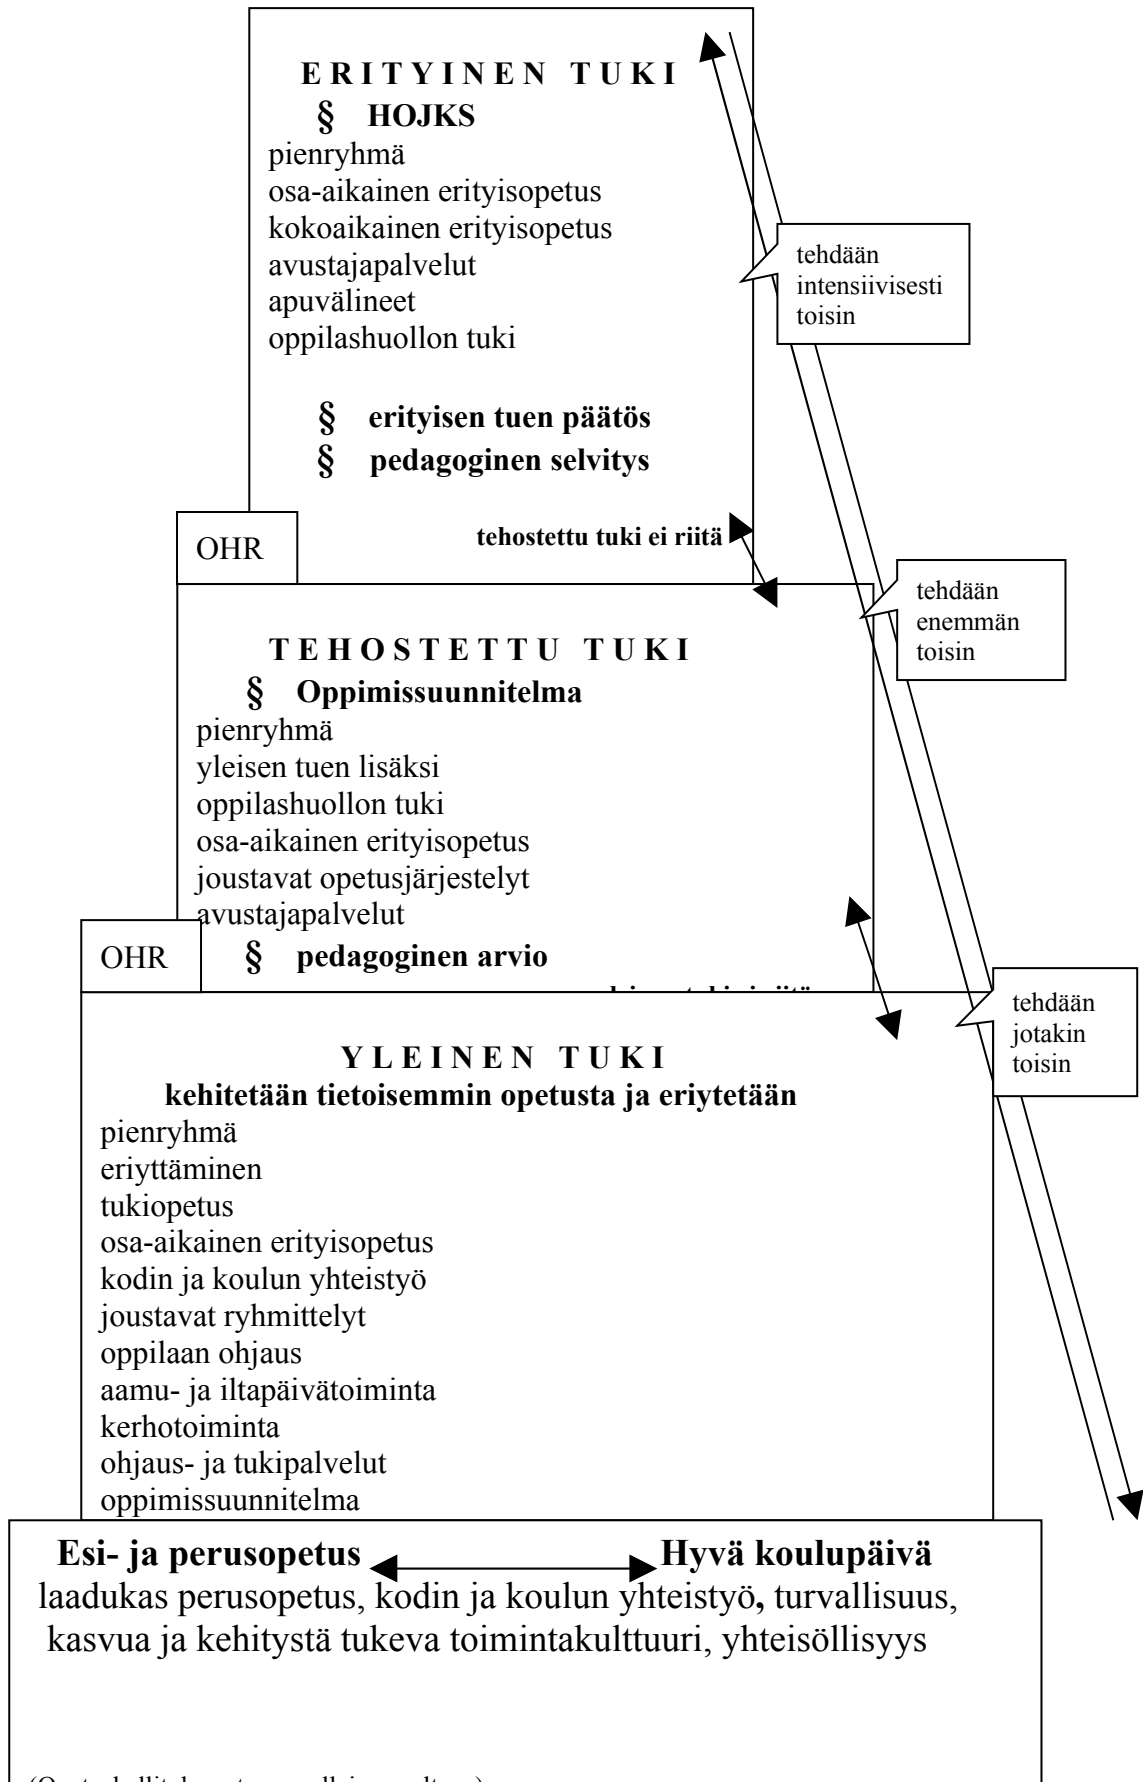 E R I T Y I N E N   T U K I
§ HOJKS
pienryhmä
osa-aikainen erityisopetus
kokoaikainen erityisopetus
avustajapalvelut
apuvälineet
oppilashuollon tuki
tehdään
intensiivisesti
toisin
§ erityisen tuen päätös
§ pedagoginen selvitys
tehostettu tuki ei riitä
OHR
tehdään
enemmän
toisin
T E H O S T E T T U   T U K I
§ Oppimissuunnitelma
pienryhmä
yleisen tuen lisäksi
oppilashuollon tuki
osa-aikainen erityisopetus
joustavat opetusjärjestelyt
avustajapalvelut
OHR
§ pedagoginen arvio
tehdään
jotakin
toisin
Y L E I N E N   T U K I
kehitetään tietoisemmin opetusta ja eriytetään
pienryhmä
eriyttäminen
tukiopetus
osa-aikainen erityisopetus
kodin ja koulun yhteistyö
joustavat ryhmittelyt
oppilaan ohjaus
aamu- ja iltapäivätoiminta
kerhotoiminta
ohjaus- ja tukipalvelut
oppimissuunnitelma
Esi- ja perusopetus Hyvä koulupäivä
laadukas perusopetus, kodin ja koulun yhteistyö, turvallisuus,
kasvua ja kehitystä tukeva toimintakulttuuri, yhteisöllisyys